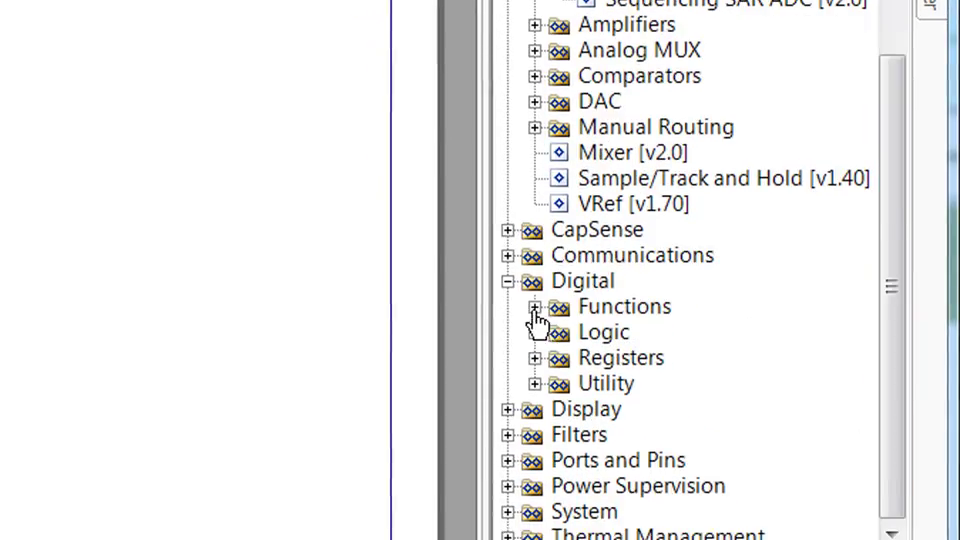 Sequencing SAR ADC [v2.0]
Amplifiers
Analog MUX
Comparators
DAC
Manual Routing
Mixer [v2.0]
Sample/Track and Hold [v1.40]
VRef [v1.70]
CapSense
Communications
Digital
Functions
Logic
Registers
Utility
Display
Filters
Ports and Pins
Power Supervision
System
Thermal Management